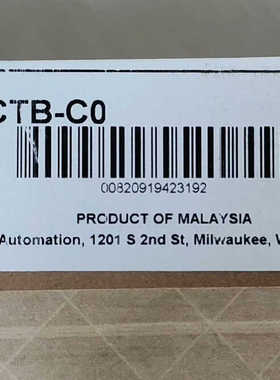 CTB-C0
00820919423192
PRODUCT OF MALAYSIA
Automation, 1201 S 2nd St, Milwaukee, W